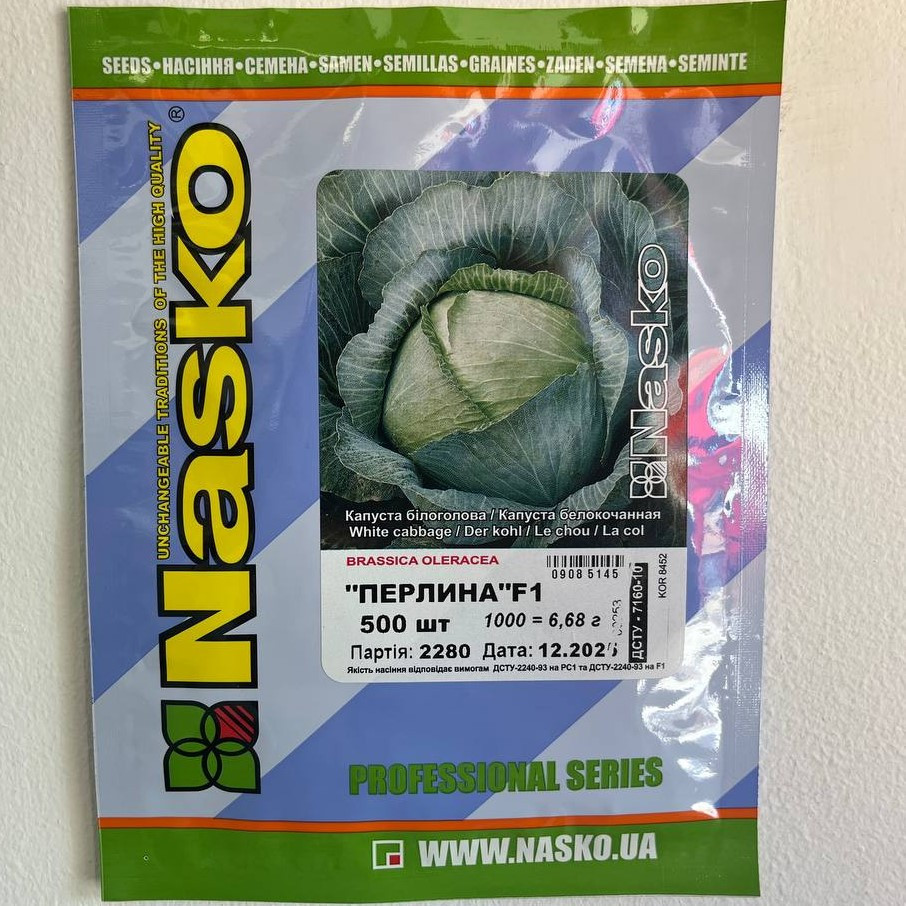 SEEDS•НАСІННЯ•СЕМЕНА•SAMEN•SEMILLAS•GRAINES•ZADEN•SEMENA•SEMINTE
UNCHANGEABLE TRADITIONS OF THE HIGH QUALITY
Nasko®
Nasko
Капуста білоголова / Капуста белокочанная
White cabbage / Der kohl / Le chou / La col
BRASSICA OLERACEA
0908 5145
"ПЕРЛИНА"F1
500 шт 1000 = 6,68 г
Партія: 2280 Дата:
Якість насіння відповідає вимогам ДСТУ-2240-93 на РС1 та ДСТУ-2240-93 на F1
ДСТУ - 7160-10
KOR 8452
PROFESSIONAL SERIES
WWW.NASKO.UA